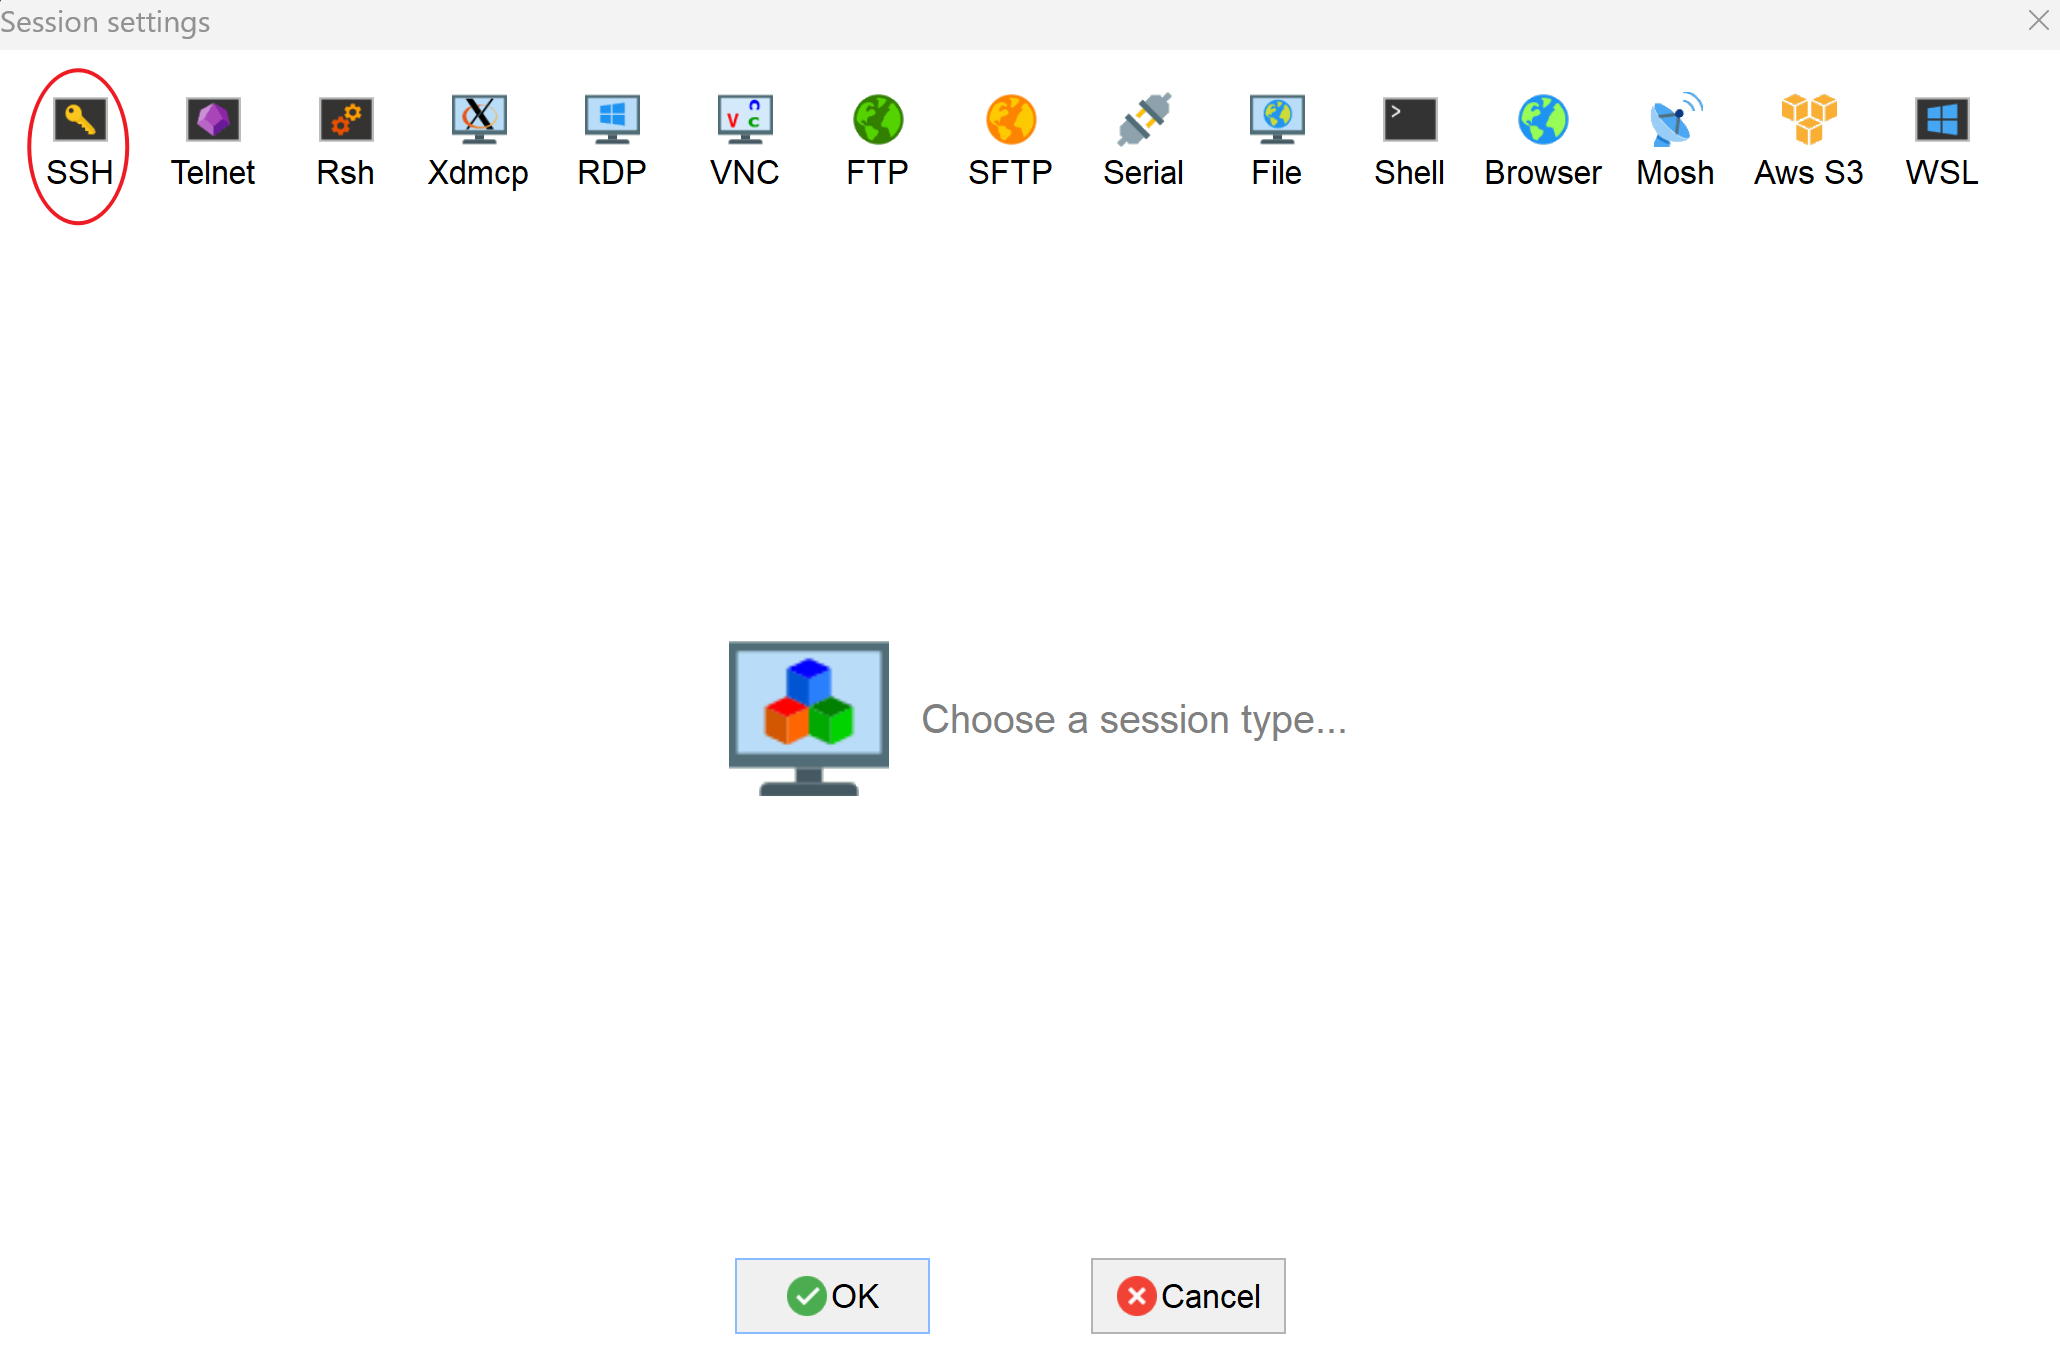 Session settings
SSH Telnet Rsh Xdmcp RDP VNC FTP SFTP Serial File Shell Browser Mosh Aws S3 WSL
Choose a session type...
OK Cancel